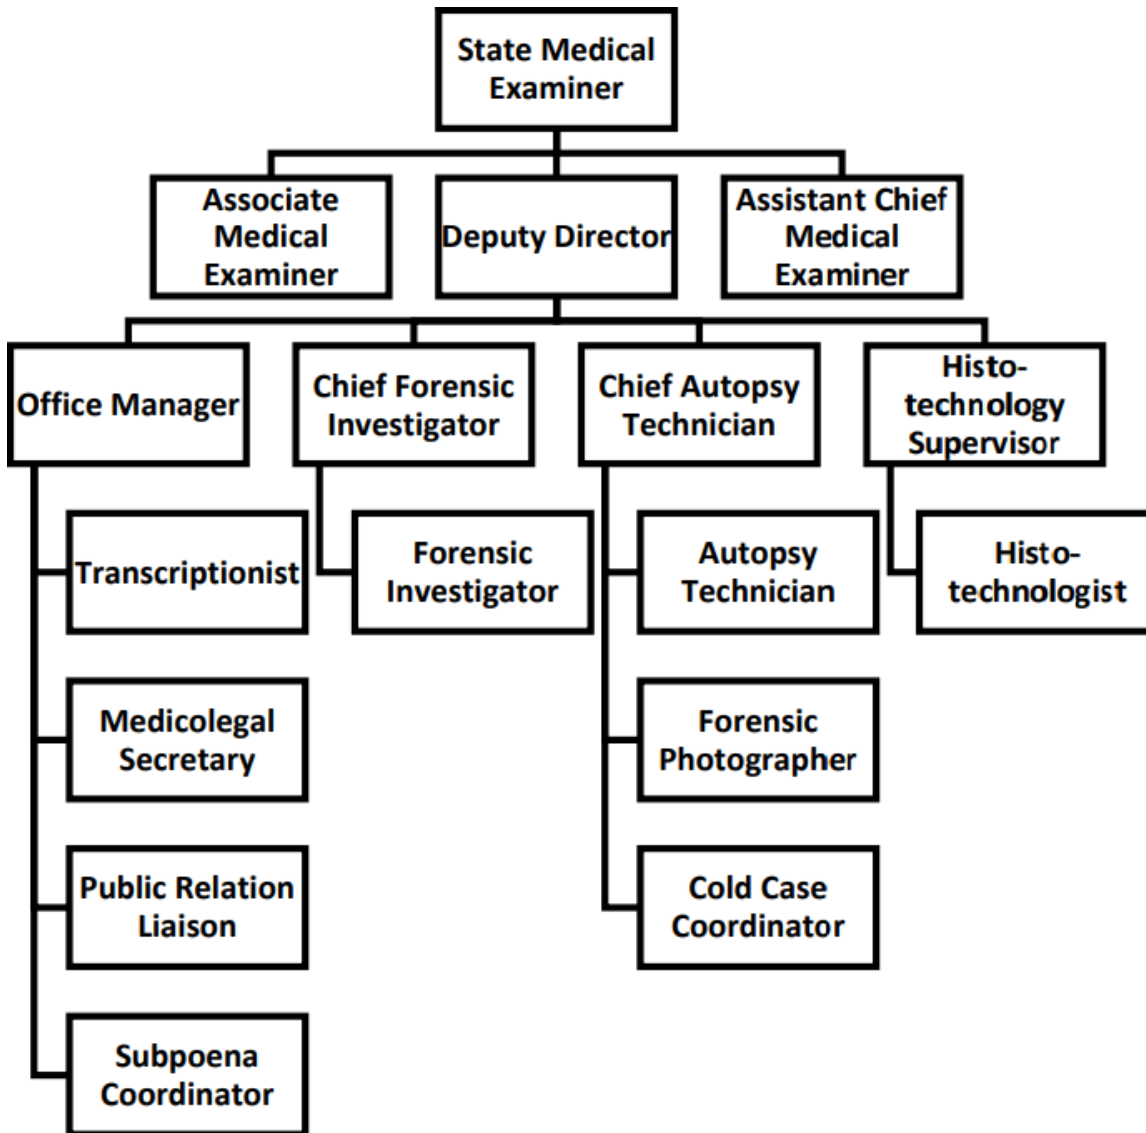 State Medical
Examiner
Associate
Medical
Examiner
Deputy Director
Assistant Chief
Medical
Examiner
Office Manager
Chief Forensic
Investigator
Chief Autopsy
Technician
Histo-
technology
Supervisor
Transcriptionist
Forensic
Investigator
Autopsy
Technician
Histo-
technologist
Medicolegal
Secretary
Forensic
Photographer
Public Relation
Liaison
Cold Case
Coordinator
Subpoena
Coordinator